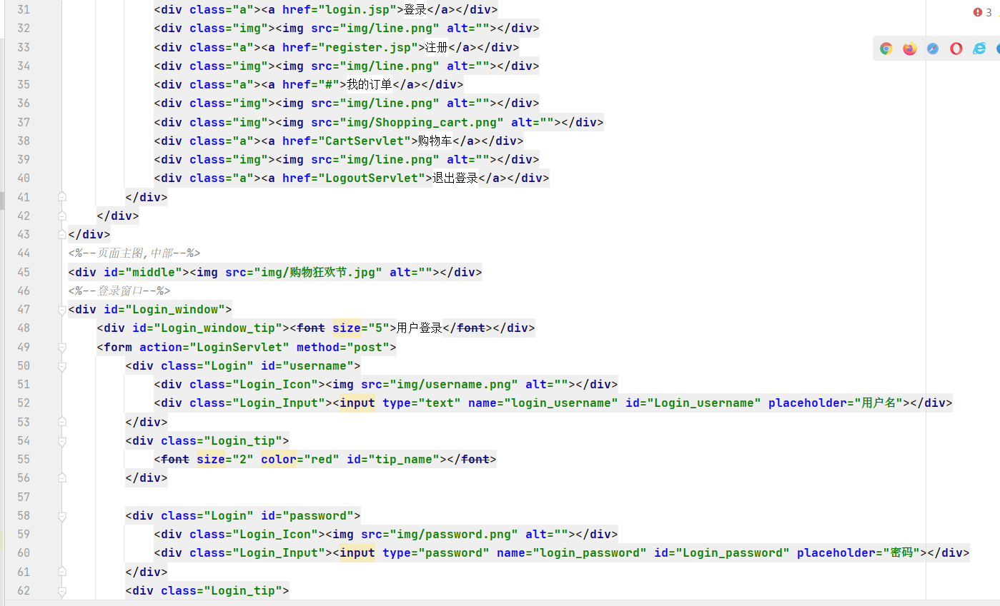 31 <div class="a"><a href="login.jsp">登录</a></div>
32 <div class="img"><img src="img/line.png" alt=""></div>
33 <div class="a"><a href="register.jsp">注册</a></div>
34 <div class="img"><img src="img/line.png" alt=""></div>
35 <div class="a"><a href="#">我的订单</a></div>
36 <div class="img"><img src="img/line.png" alt=""></div>
37 <div class="img"><img src="img/Shopping_cart.png" alt=""></div>
38 <div class="a"><a href="CartServlet">购物车</a></div>
39 <div class="img"><img src="img/line.png" alt=""></div>
40 <div class="a"><a href="LogoutServlet">退出登录</a></div>
41 </div>
42 </div>
43 </div>
44 <%--页面主图,中部--%>
45 <div id="middle"><img src="img/购物狂欢节.jpg" alt=""></div>
46 <%--登录窗口--%>
47 <div id="Login_window">
48 <div id="Login_window_tip"><font size="5">用户登录</font></div>
49 <form action="LoginServlet" method="post">
50 <div class="Login" id="username">
51 <div class="Login_Icon"><img src="img/username.png" alt=""></div>
52 <div class="Login_Input"><input type="text" name="login_username" id="Login_username" placeholder="用户名"></div>
53 </div>
54 <div class="Login_tip">
55 <font size="2" color="red" id="tip_name"></font>
56 </div>
57
58 <div class="Login" id="password">
59 <div class="Login_Icon"><img src="img/password.png" alt=""></div>
60 <div class="Login_Input"><input type="password" name="login_password" id="Login_password" placeholder="密码"></div>
61 </div>
62 <div class="Login_tip">
3